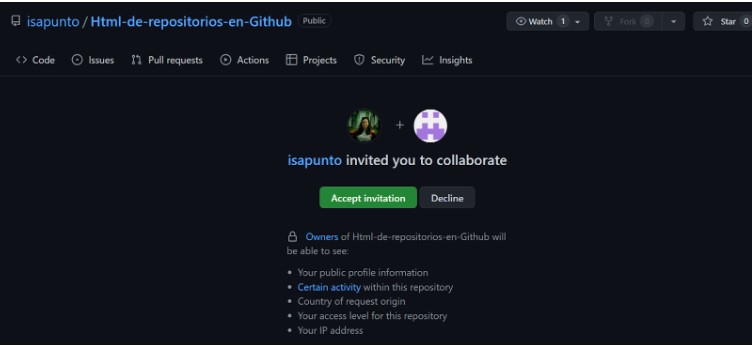 isapunto / Html-de-repositorios-en-Github Public Watch 1 Fork 0 Star 0
Code Issues Pull requests Actions Projects Security Insights
+
isapunto invited you to collaborate
Accept invitation Decline
Owners of Html-de-repositorios-en-Github will
be able to see:
• Your public profile information
• Certain activity within this repository
• Country of request origin
• Your access level for this repository
• Your IP address